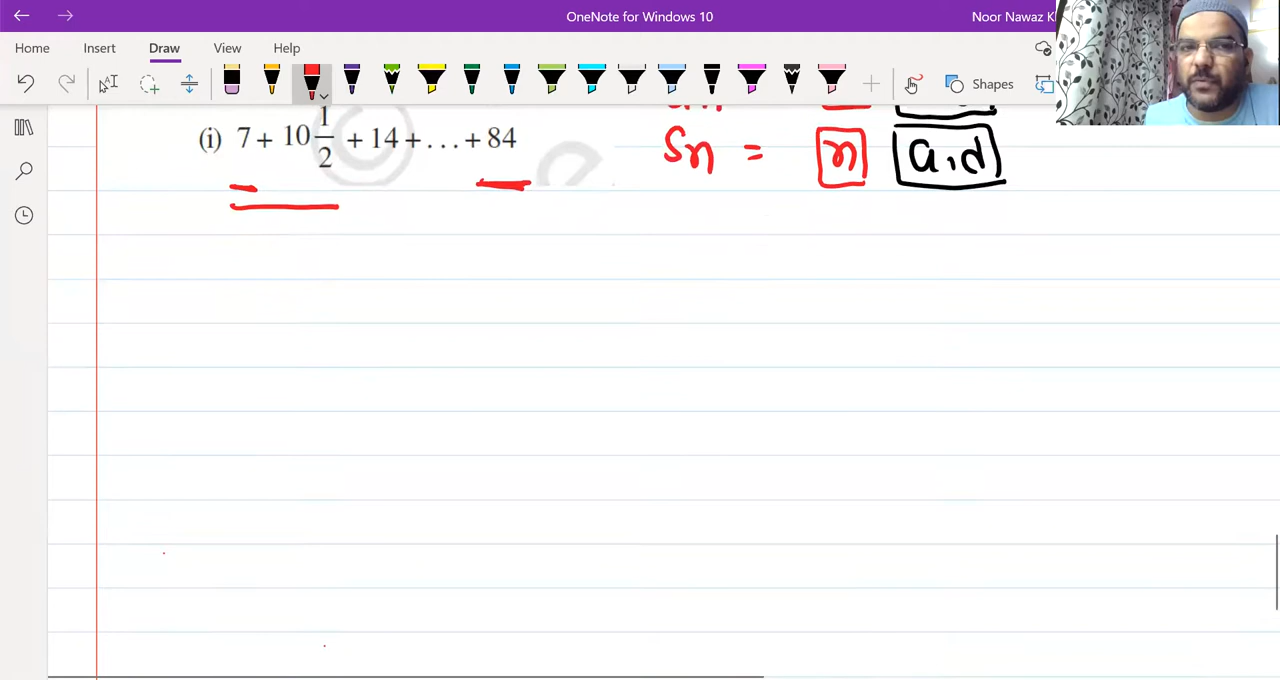 OneNote for Windows 10
Noor Nawaz K
Home Insert Draw View Help
Shapes
(i) 7 + 10 1/2 + 14 + . . . + 84
Sn = n a, d